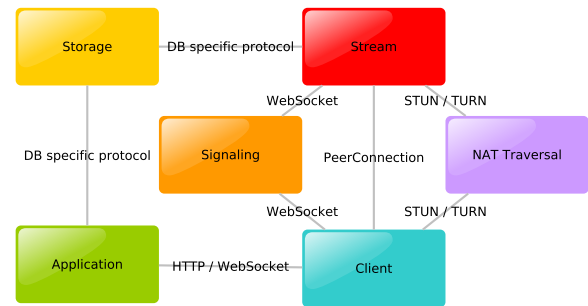 Storage
DB specific protocol
Stream
WebSocket
STUN / TURN
DB specific protocol
Signaling
PeerConnection
NAT Traversal
WebSocket
STUN / TURN
Application
HTTP / WebSocket
Client